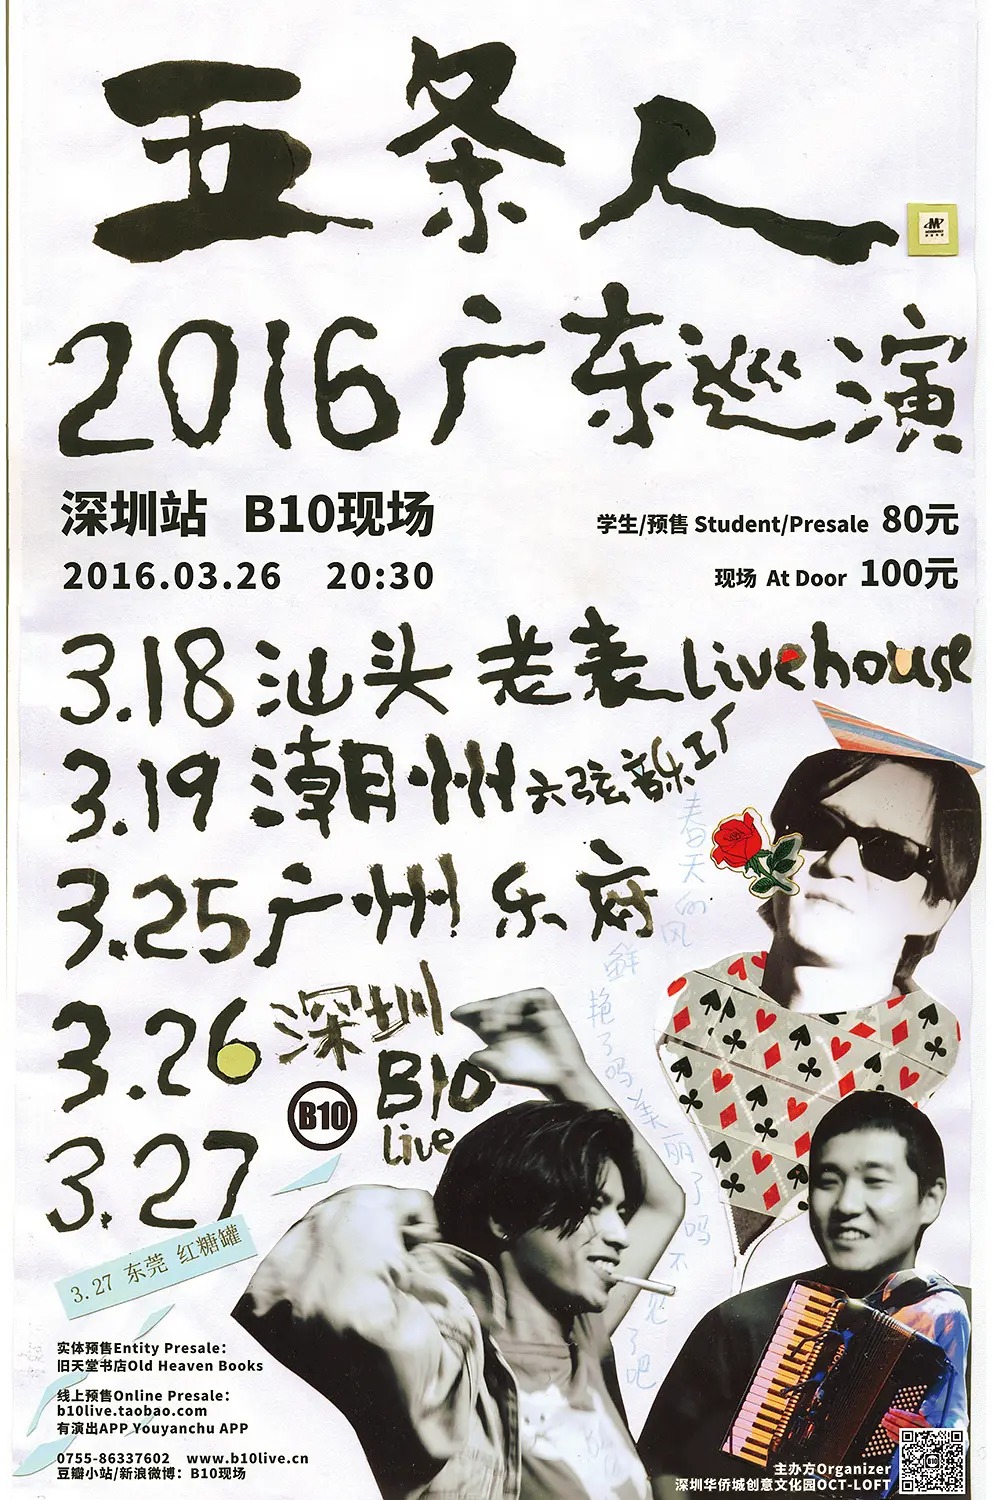 五条人
2016广东巡演
深圳站 B10现场
2016.03.26 20:30
学生/预售 Student/Presale 80元
现场 At Door 100元
3.18 汕头 老表 Livehouse
3.19 潮州 六弦音乐工厂
3.25 广州 乐府
3.26 深圳
B10
Live
B10
3.27
3.27 东莞 红糖罐
春天的风
鲜艳了吗美丽了吗不
了吧
实体预售Entity Presale:
旧天堂书店Old Heaven Books
线上预售Online Presale:
b10live.taobao.com
有演出APP Youyanchu APP
0755-86337602 www.b10live.cn
豆瓣小站/新浪微博：B10现场
主办方Organizer
深圳华侨城创意文化园OCT-LOFT